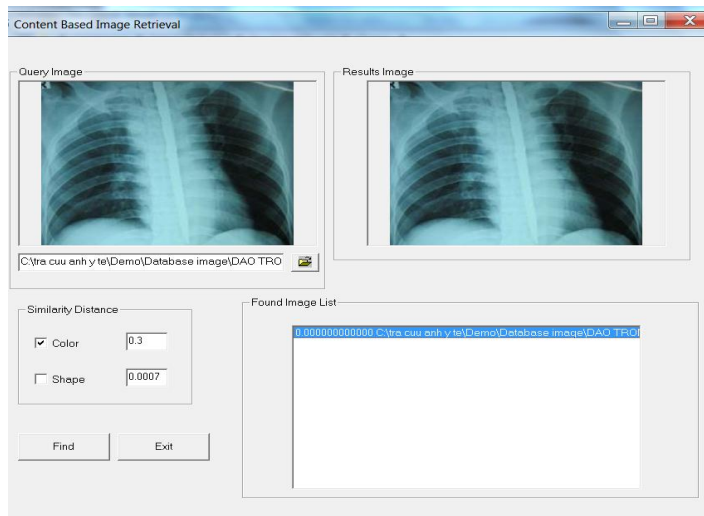 Content Based Image Retrieval
Query Image
Results Image
C:\tra cuu anh y te\Demo\Database image\DAO TRO
Similarity Distance
Color 0.3
Shape 0.0007
Find Exit
Found Image List
0.000000000000 C:\tra cuu anh y te\Demo\Database image\DAO TRO